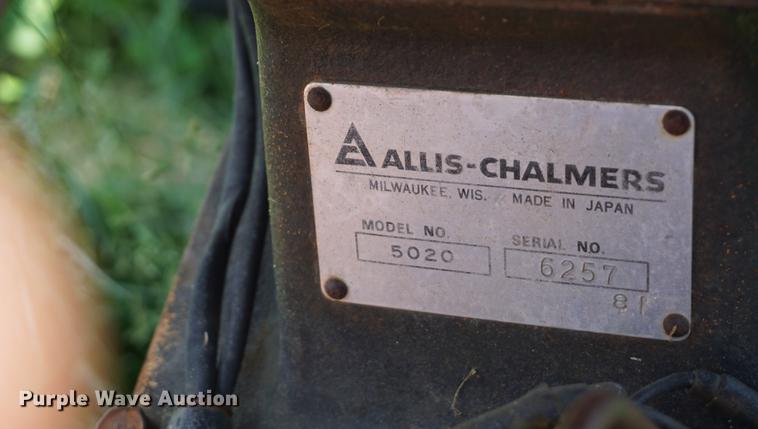 ALLIS-CHALMERS
MILWAUKEE, WIS. MADE IN JAPAN
MODEL NO. SERIAL NO.
5020 6257
81
Purple Wave Auction